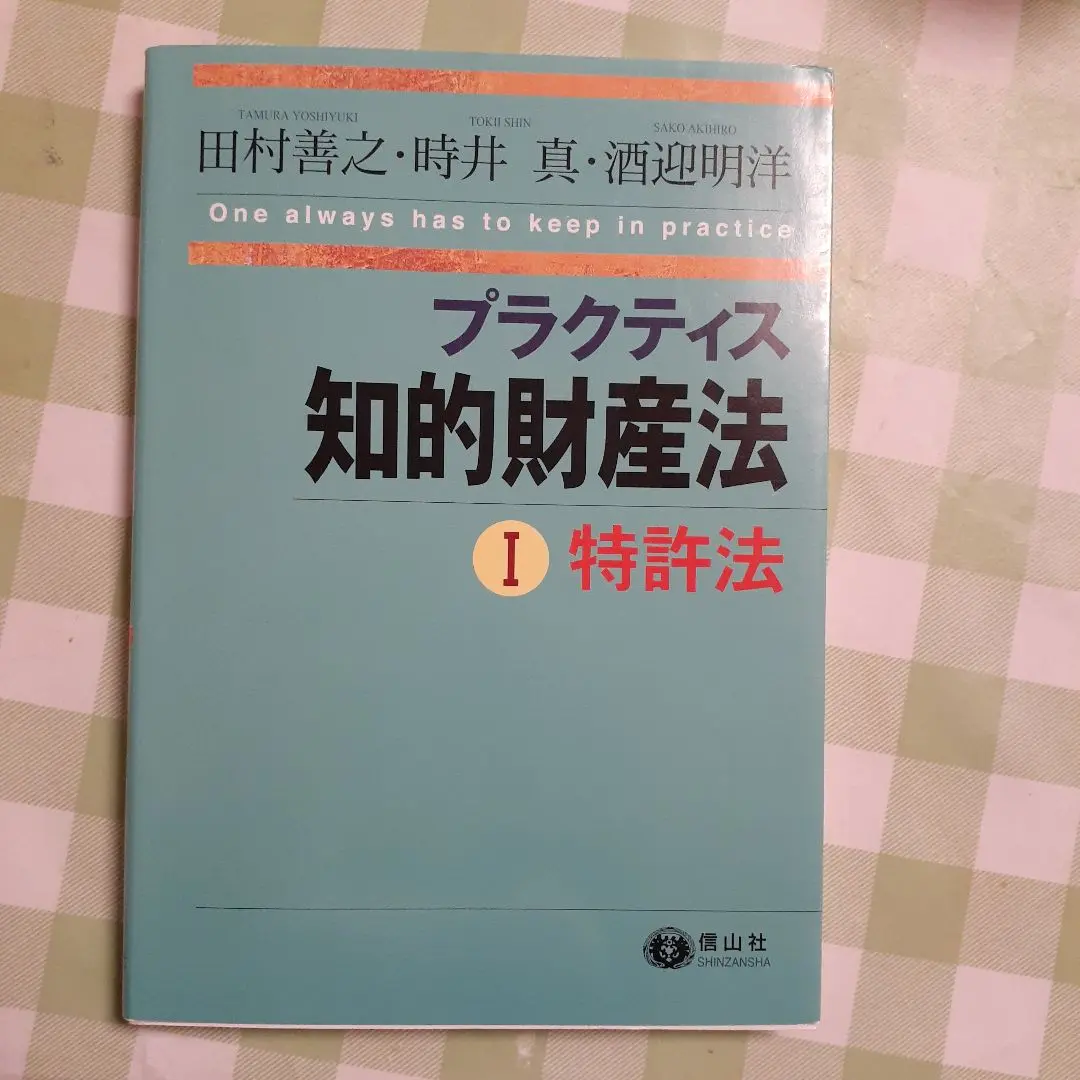 TAMURA YOSHIYUKI TOKII SHIN SAKO AKIHIRO
田村善之・時井 真・酒迎明洋
One always has to keep in practice
プラクティス
知的財産法
I 特許法
信山社
SHINZANSHA